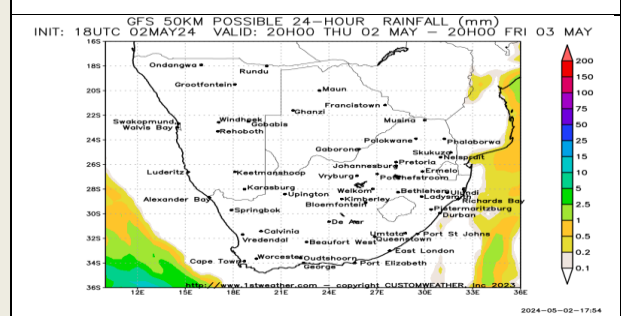 GFS 50KM POSSIBLE 24-HOUR RAINFALL (mm)
INIT: 18UTC 02MAY24 VALID: 20H00 THU 02 MAY - 20H00 FRI 03 MAY
16S
Ondangwa
Rundu
18S
Grootfontein
Maun
20S
Francistown
Ghanzi
22S
Windhoek
Gobabis
Musina
Swakopmund
Walvis Bay
Rehoboth
24S
Polokwane
Phalaborwa
Gaborone
Skukuza
Nelspruit
Johannesburg
Pretoria
26S
Luderitz
Keetmanshoop
Vryburg
Potchefstroom
Ermelo
Karasburg
Upington
Welkom
Bethlehem
Ulundi
28S
Alexander Bay
Kimberley
Ladysmith
Richards Bay
Bloemfontein
Springbok
Pietermaritzburg
Durban
30S
De Aar
Calvinia
Umtata
Port St Johns
Vredendal
Beaufort West
Queenstown
32S
East London
Cape Town
Worcester
Oudtshoorn
34S
George
Port Elizabeth
http://www.1stweather.com - copyright CUSTOMWEATHER, Inc 2023
36S
12E 15E 18E 21E 24E 27E 30E 33E 36E
200
150
100
75
50
25
15
10
5
2.5
1
0.5
0.2
0.1
2024-05-02-17:54